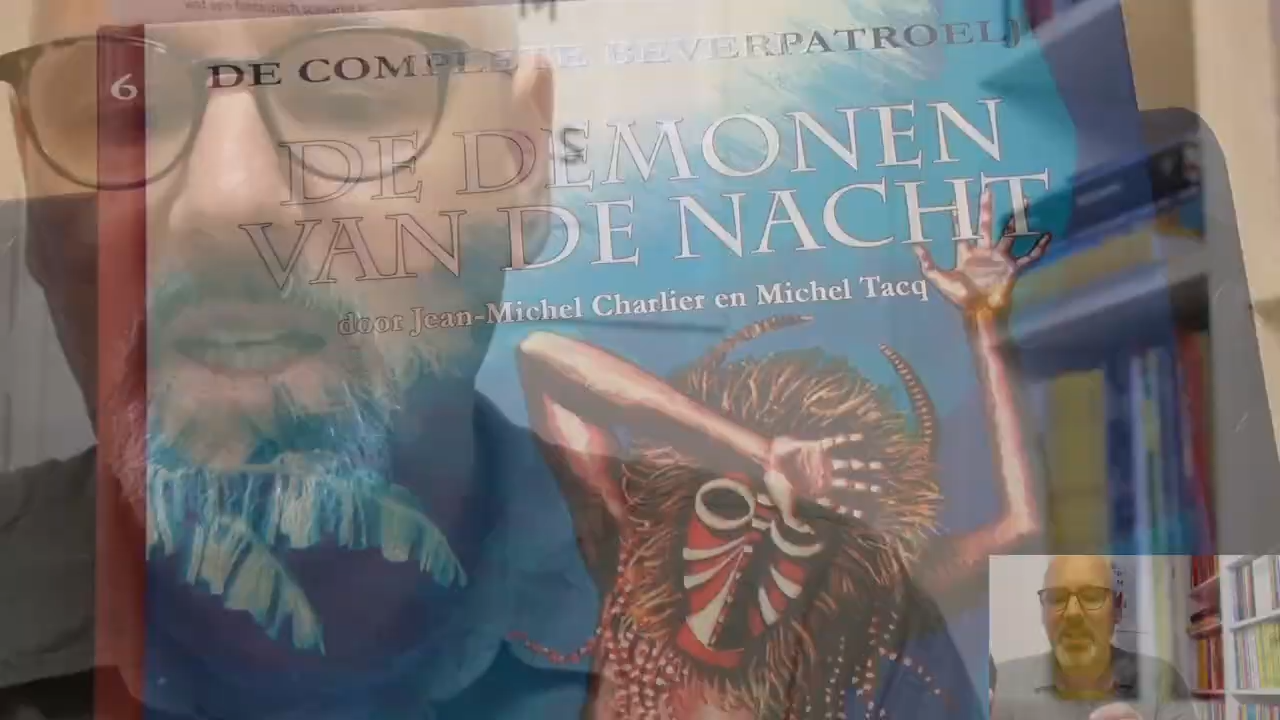 6
DE COMPLETE BEVERPATROELJ
DE DEMONEN
VAN DE NACHT
door Jean-Michel Charlier en Michel Tacq